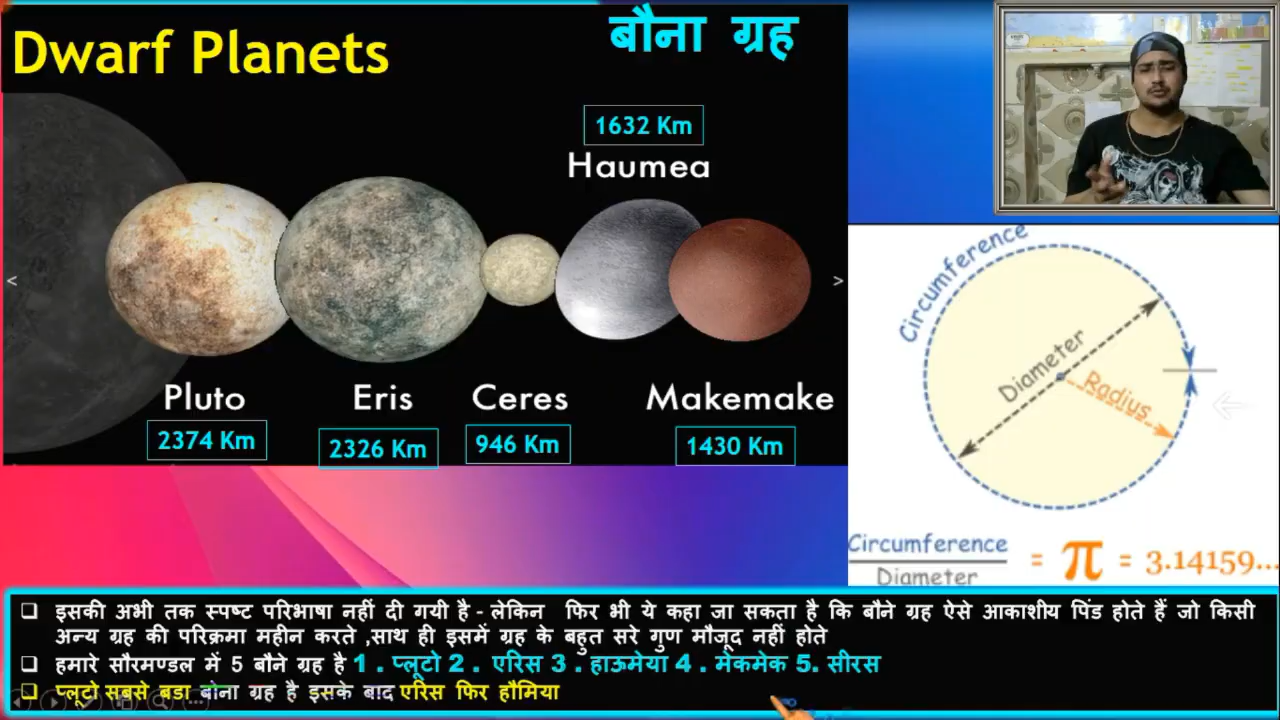 Dwarf Planets
बौना ग्रह
1632 Km
Haumea
Pluto
Eris
Ceres
Makemake
2374 Km
2326 Km
946 Km
1430 Km
Circumference
Diameter
Radius
Circumference
Diameter
= π = 3.14159...
इसकी अभी तक स्पष्ट परिभाषा नहीं दी गयी है - लेकिन फिर भी ये कहा जा सकता है कि बौने ग्रह ऐसे आकाशीय पिंड होते हैं जो किसी
अन्य ग्रह की परिक्रमा महीन करते ,साथ ही इसमें ग्रह के बहुत सरे गुण मौजूद नहीं होते
हमारे सौरमण्डल में 5 बौने ग्रह है 1 . प्लूटो 2 . एरिस 3 . हाऊमेया 4 . मेकमेक 5. सीरस
प्लूटो सबसे बडा बोना ग्रह है इसके बाद एरिस फिर हौमिया